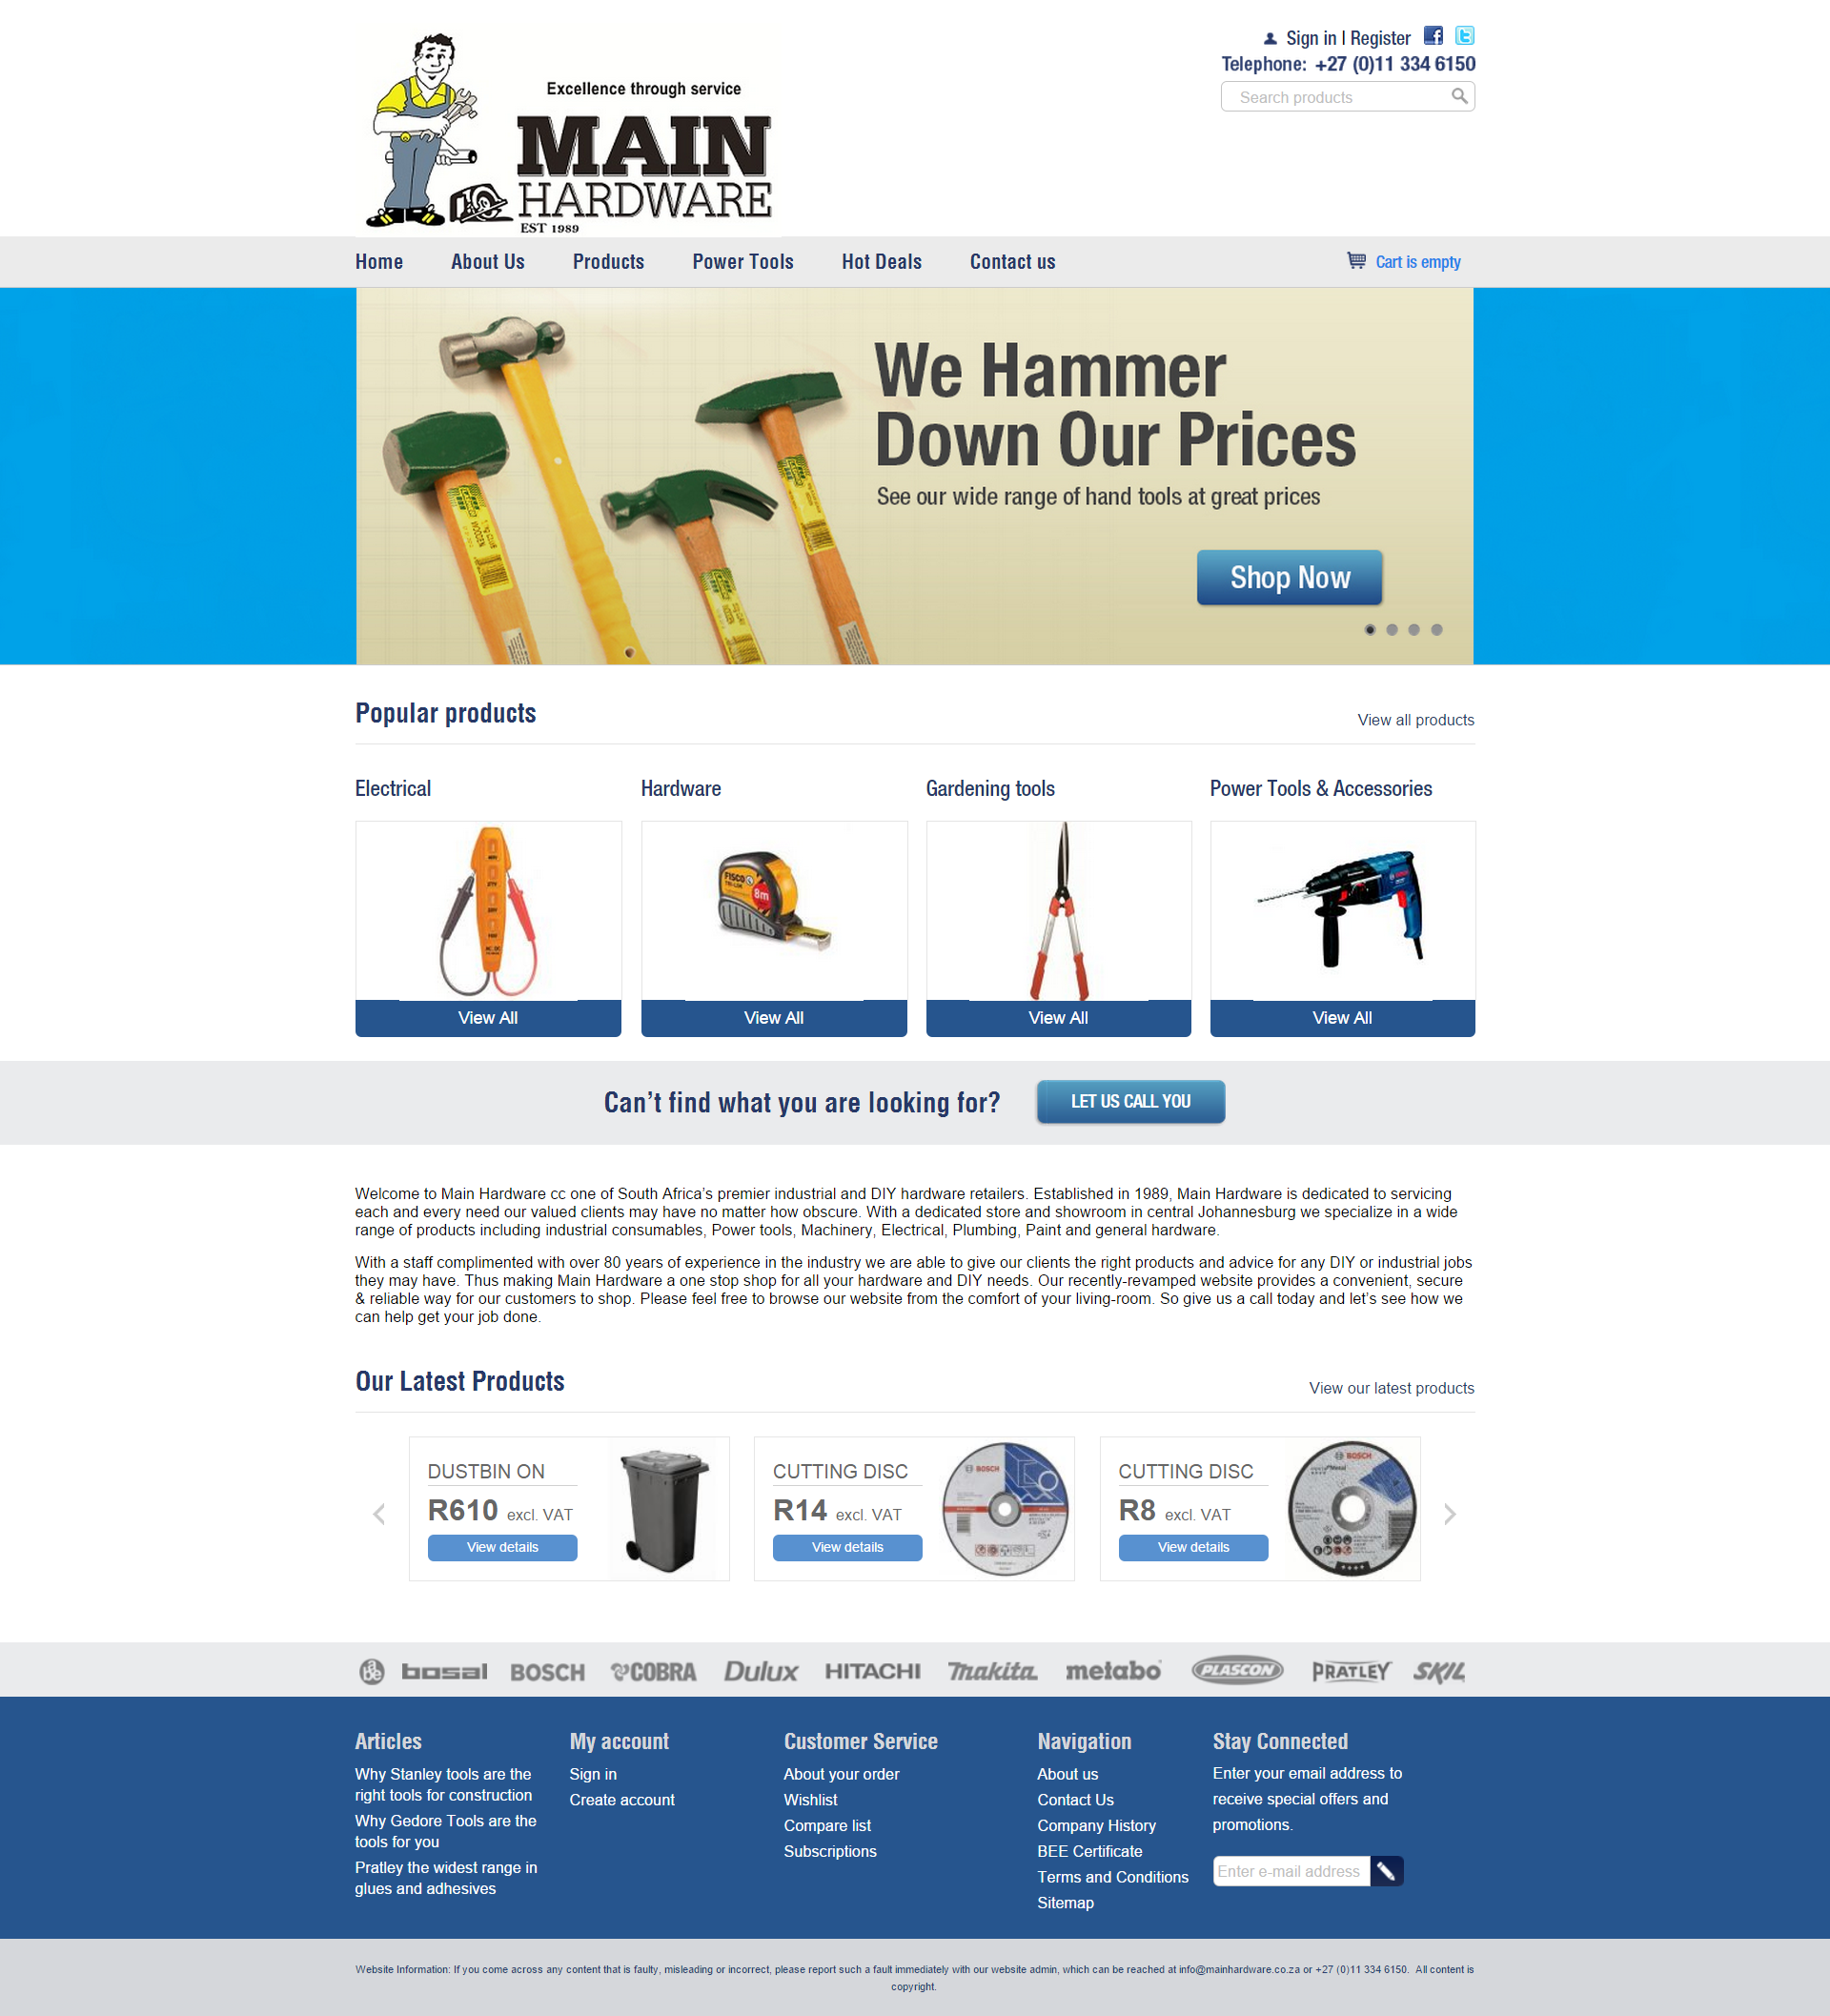 Sign in | Register
Telephone: +27 (0)11 334 6150
Search products
Excellence through service
MAIN
HARDWARE
EST 1989
Home About Us Products Power Tools Hot Deals Contact us Cart is empty
We Hammer
Down Our Prices
See our wide range of hand tools at great prices
Shop Now
Popular products View all products
Electrical Hardware Gardening tools Power Tools & Accessories
FISCO
8m
BOSCH
View All View All View All View All
Can’t find what you are looking for? LET US CALL YOU
Welcome to Main Hardware cc one of South Africa’s premier industrial and DIY hardware retailers. Established in 1989, Main Hardware is dedicated to servicing
each and every need our valued clients may have no matter how obscure. With a dedicated store and showroom in central Johannesburg we specialize in a wide
range of products including industrial consumables, Power tools, Machinery, Electrical, Plumbing, Paint and general hardware.
With a staff complimented with over 80 years of experience in the industry we are able to give our clients the right products and advice for any DIY or industrial jobs
they may have. Thus making Main Hardware a one stop shop for all your hardware and DIY needs. Our recently-revamped website provides a convenient, secure
& reliable way for our customers to shop. Please feel free to browse our website from the comfort of your living-room. So give us a call today and let’s see how we
can help get your job done.
Our Latest Products View our latest products
DUSTBIN ON
R610 excl. VAT
View details
CUTTING DISC
R14 excl. VAT
View details
BOSCH
CUTTING DISC
R8 excl. VAT
View details
BOSCH
abe bosal BOSCH COBRA Dulux HITACHI makita metabo PLASCON PRATLEY SKIL
Articles
Why Stanley tools are the
right tools for construction
Why Gedore Tools are the
tools for you
Pratley the widest range in
glues and adhesives
My account
Sign in
Create account
Customer Service
About your order
Wishlist
Compare list
Subscriptions
Navigation
About us
Contact Us
Company History
BEE Certificate
Terms and Conditions
Sitemap
Stay Connected
Enter your email address to
receive special offers and
promotions.
Enter e-mail address
Website Information: If you come across any content that is faulty, misleading or incorrect, please report such a fault immediately with our website admin, which can be reached at info@mainhardware.co.za or +27 (0)11 334 6150. All content is
copyright.